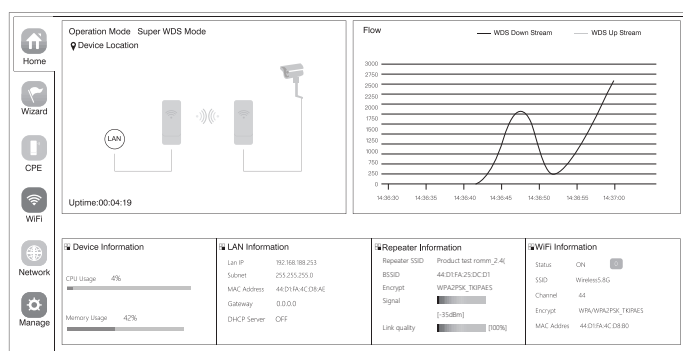 Home
Wizard
CPE
WiFi
Network
Manage
Operation Mode Super WDS Mode
Device Location
LAN
Uptime:00:04:19
Flow
WDS Down Stream
WDS Up Stream
3000
2750
2500
2250
2000
1750
1500
1250
1000
750
250
0
14:36:30 14:36:35 14:36:40 14:36:45 14:36:50 14:36:55 14:37:00
Device Information
CPU Usage 4%
Memory Usage 42%
LAN Information
Lan IP 192.168.188.253
Subnet 255.255.255.0
MAC Address 44:D1:FA:4C:D8:AE
Gateway 0.0.0.0
DHCP Server OFF
Repeater Information
Repeater SSID Product test romm_2.4(
BSSID 44:D1:FA:25:DC:D1
Encrypt WPA2PSK_TKIPAES
Signal
[-35dBm]
Link quality [100%]
WiFi Information
Status ON
SSID Wireless5.8G
Channel 44
Encrypt WPA/WPA2PSK_TKIPAES
MAC Addres 44:D1:FA:4C:D8:B0